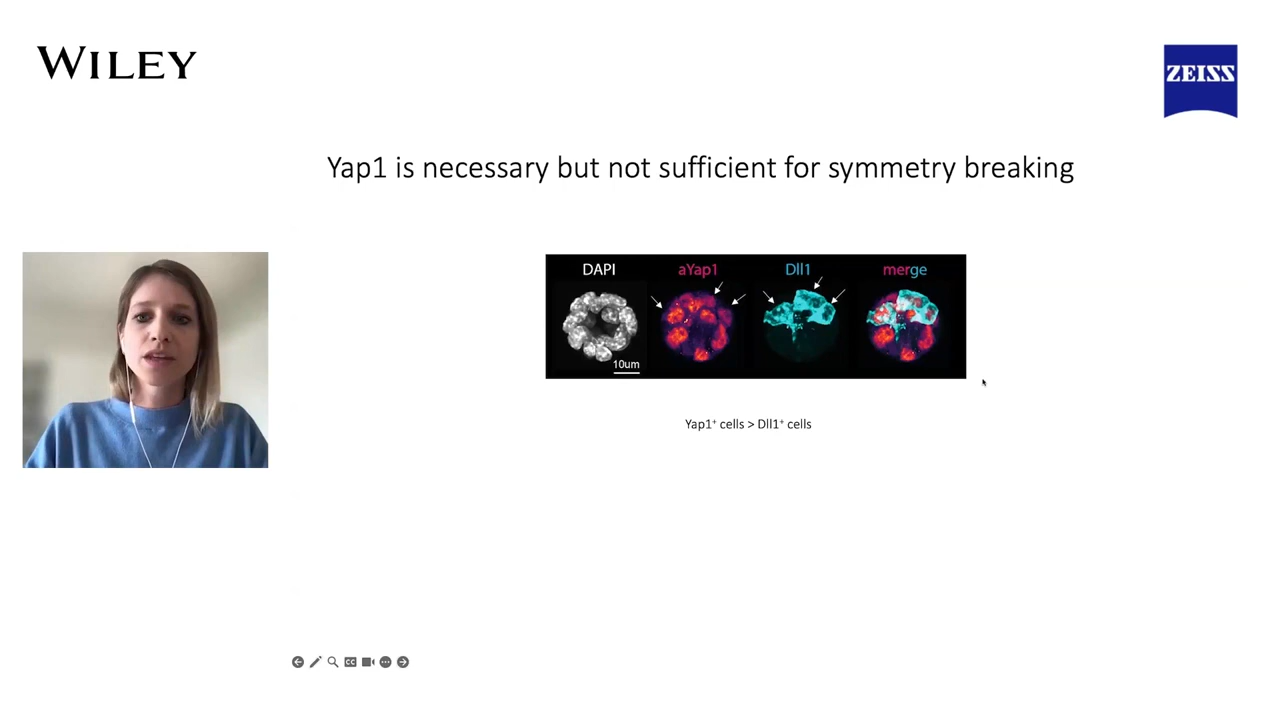 WILEY
ZEISS
Yap1 is necessary but not sufficient for symmetry breaking
DAPI aYap1 Dll1 merge
10um
Yap1⁺ cells > Dll1⁺ cells
CC